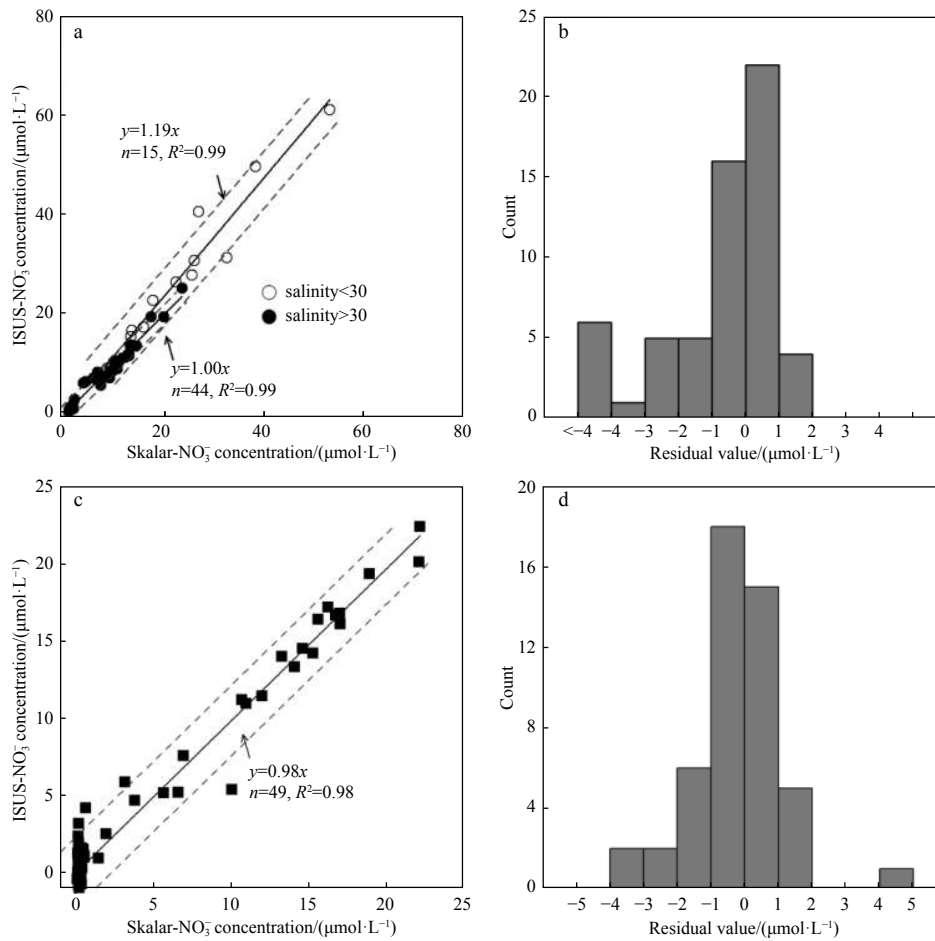 a
80
60
40
20
0
ISUS-NO₃⁻ concentration/(μmol·L⁻¹)
y=1.19x
n=15, R²=0.99
salinity<30
salinity>30
y=1.00x
n=44, R²=0.99
0 20 40 60 80
Skalar-NO₃⁻ concentration/(μmol·L⁻¹)
b
25
20
15
10
5
0
Count
<−4 −4 −3 −2 −1 0 1 2 4
Residual value/(μmol·L⁻¹)
c
25
20
15
10
5
0
ISUS-NO₃⁻ concentration/(μmol·L⁻¹)
y=0.98x
n=49, R²=0.98
0 5 10 15 20 25
Skalar-NO₃⁻ concentration/(μmol·L⁻¹)
d
20
16
12
8
4
0
Count
−5 −4 −3 −2 −1 0 1 2 4 5
Residual value/(μmol·L⁻¹)